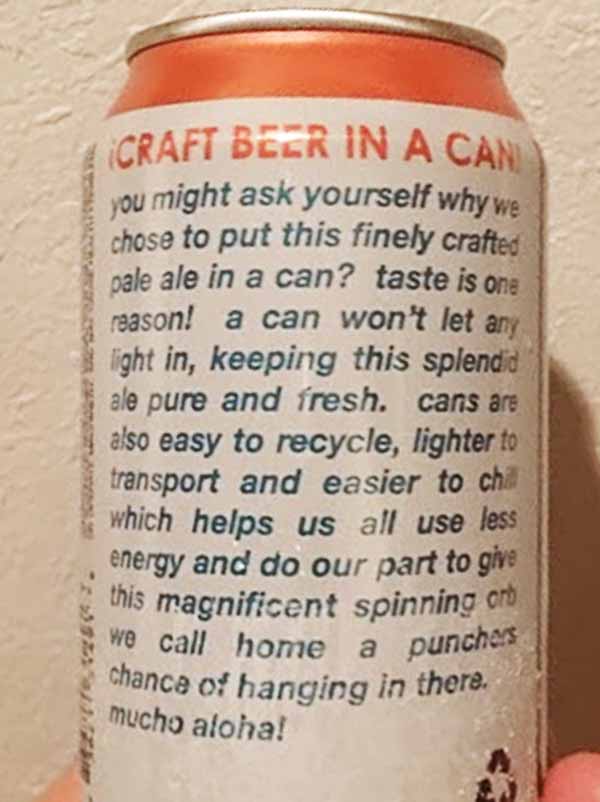 ¡CRAFT BEER IN A CAN!
you might ask yourself why we
chose to put this finely crafted
pale ale in a can? taste is one
reason! a can won't let any
light in, keeping this splendid
ale pure and fresh. cans are
also easy to recycle, lighter to
transport and easier to chill
which helps us all use less
energy and do our part to give
this magnificent spinning orb
we call home a punchers
chance of hanging in there.
mucho aloha!